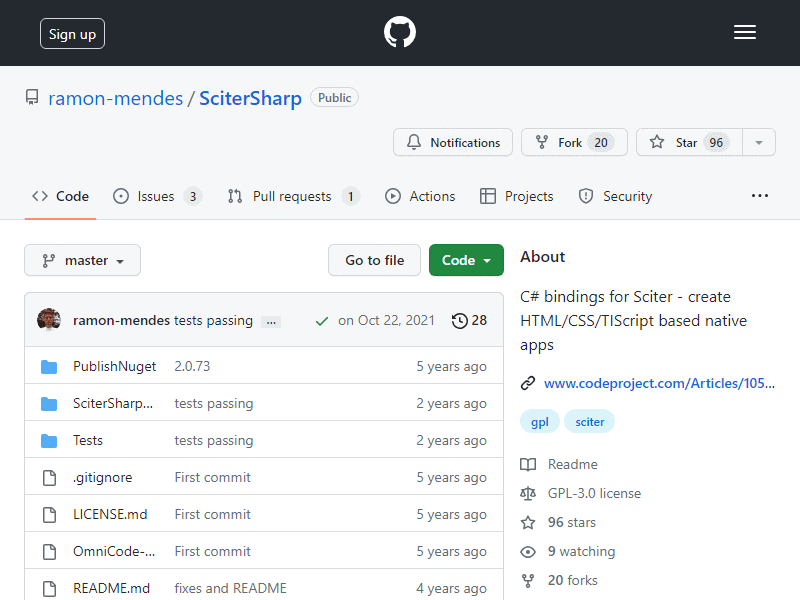 Sign up
ramon-mendes / SciterSharp Public
Notifications Fork 20 Star 96
Code Issues 3 Pull requests 1 Actions Projects Security ...
master Go to file Code
ramon-mendes tests passing ... on Oct 22, 2021 28
PublishNuget 2.0.73 5 years ago
SciterSharp... tests passing 2 years ago
Tests tests passing 2 years ago
.gitignore First commit 5 years ago
LICENSE.md First commit 5 years ago
OmniCode-... First commit 5 years ago
README.md fixes and README 4 years ago
About
C# bindings for Sciter - create
HTML/CSS/TIScript based native
apps
www.codeproject.com/Articles/105...
gpl sciter
Readme
GPL-3.0 license
96 stars
9 watching
20 forks